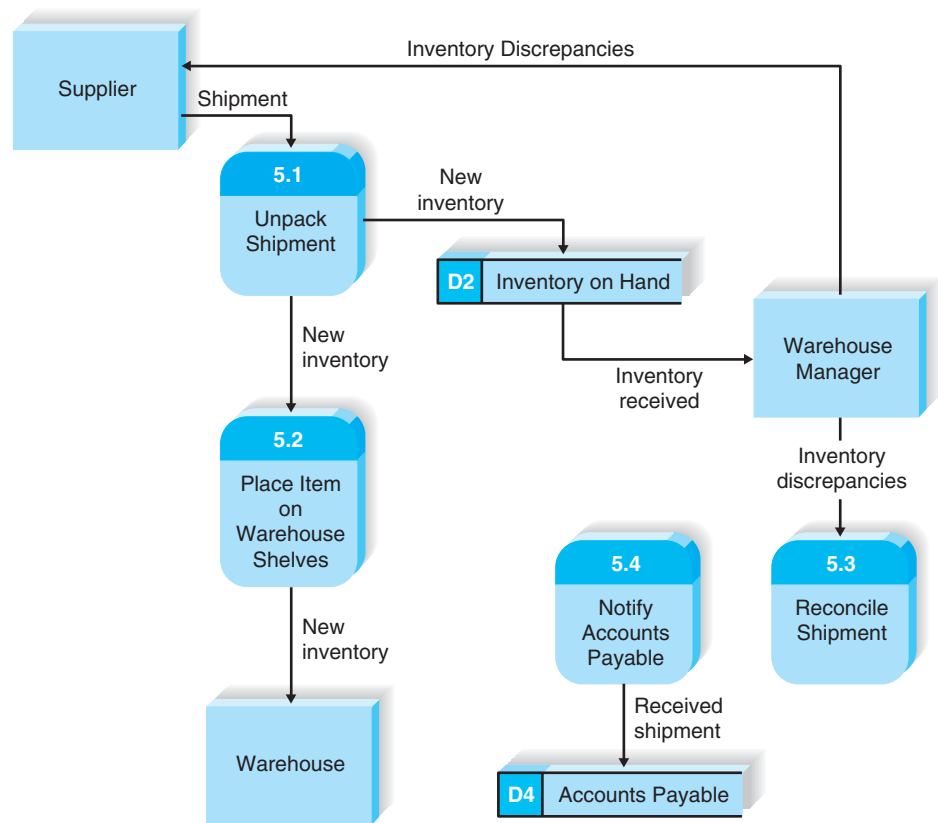 Inventory Discrepancies
Supplier
Shipment
5.1
Unpack
Shipment
New
inventory
D2 Inventory on Hand
New
inventory
Inventory
received
Warehouse
Manager
5.2
Place Item
on
Warehouse
Shelves
Inventory
discrepancies
5.4
Notify
Accounts
Payable
5.3
Reconcile
Shipment
New
inventory
Received
shipment
Warehouse
D4 Accounts Payable